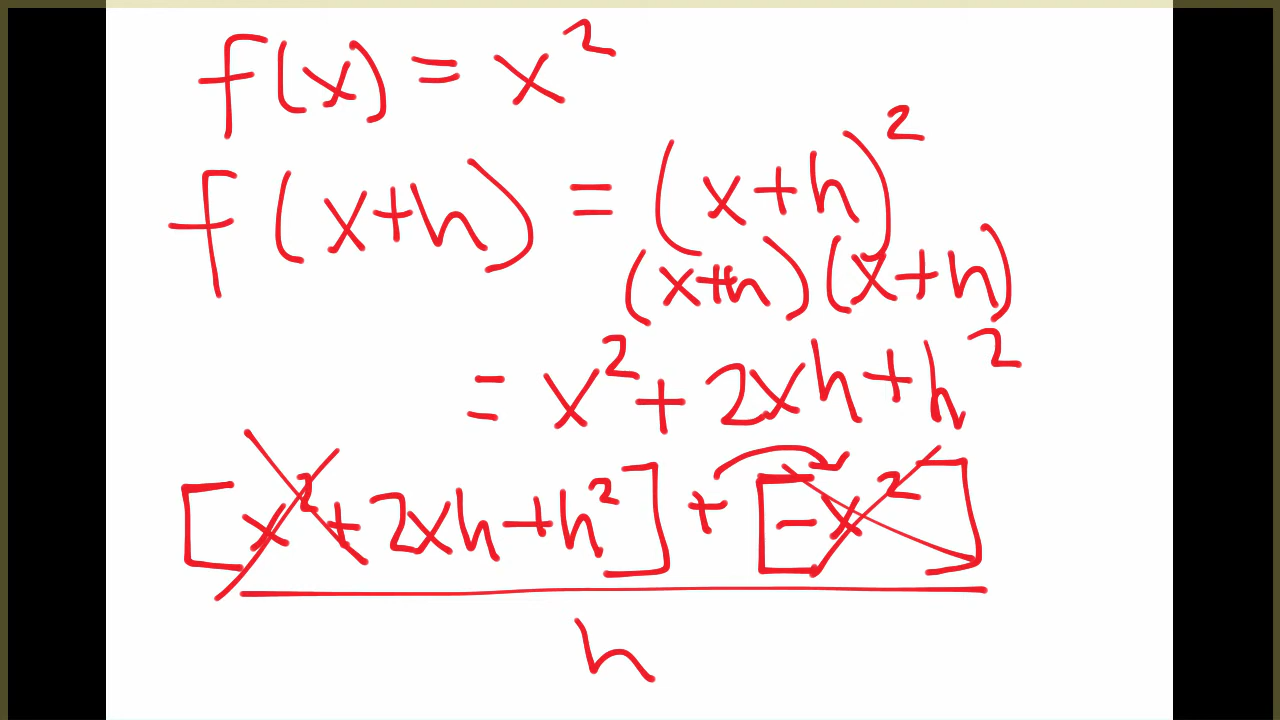 f(x) = x²
f(x+h) = (x+h)²
(x+h)(x+h)
= x² + 2xh + h²
[x² + 2xh + h²] + [-x²]
h